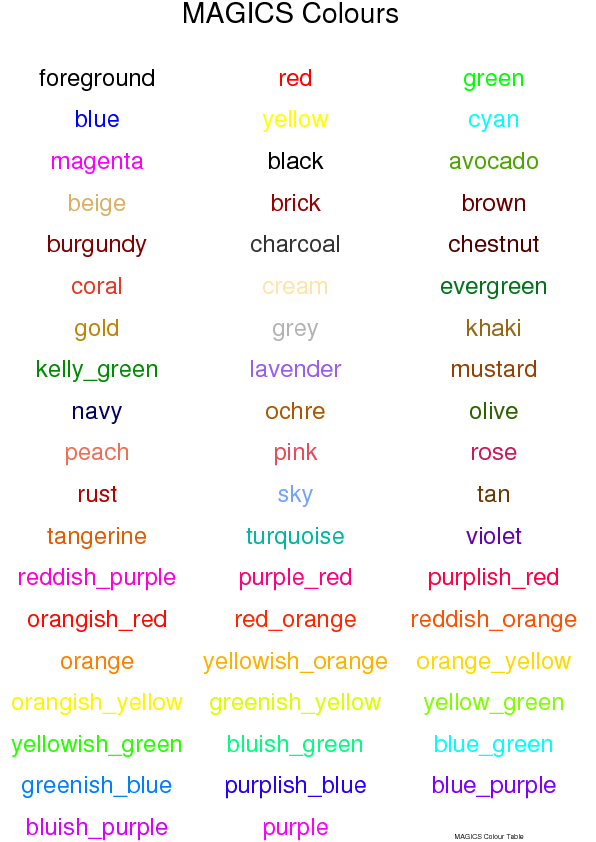 MAGICS Colours
foreground red green
blue yellow cyan
magenta black avocado
beige brick brown
burgundy charcoal chestnut
coral cream evergreen
gold grey khaki
kelly_green lavender mustard
navy ochre olive
peach pink rose
rust sky tan
tangerine turquoise violet
reddish_purple purple_red purplish_red
orangish_red red_orange reddish_orange
orange yellowish_orange orange_yellow
orangish_yellow greenish_yellow yellow_green
yellowish_green bluish_green blue_green
greenish_blue purplish_blue blue_purple
bluish_purple purple MAGICS Colour Table